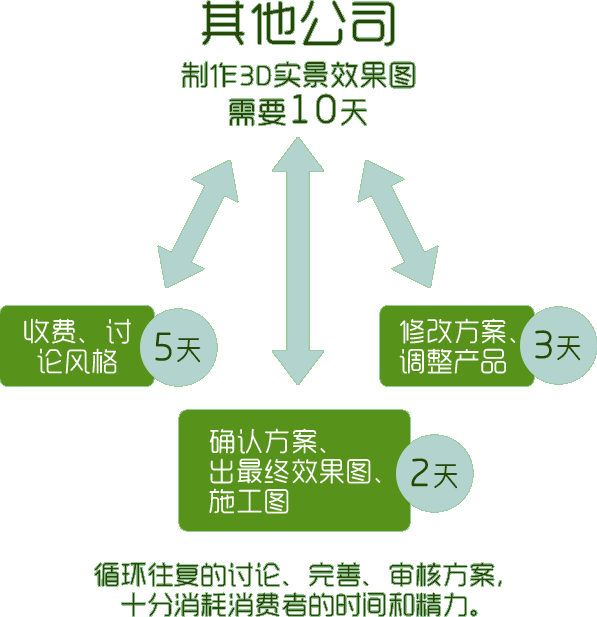 其他公司
制作3D实景效果图
需要10天
收费、讨
论风格
5天
修改方案、
调整产品
3天
确认方案、
出最终效果图、
施工图
2天
循环往复的讨论、完善、审核方案，
十分消耗消费者的时间和精力。